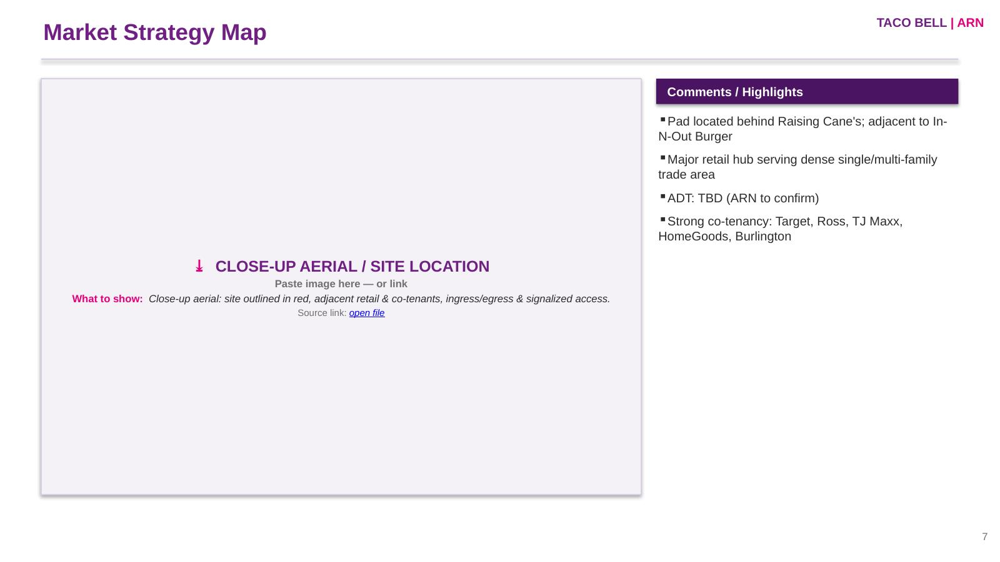 Market Strategy Map
TACO BELL | ARN
⤓ CLOSE-UP AERIAL / SITE LOCATION
Paste image here — or link
What to show: Close-up aerial: site outlined in red, adjacent retail & co-tenants, ingress/egress & signalized access.
Source link: open file
Comments / Highlights
▪Pad located behind Raising Cane's; adjacent to In-
N-Out Burger
▪Major retail hub serving dense single/multi-family
trade area
▪ADT: TBD (ARN to confirm)
▪Strong co-tenancy: Target, Ross, TJ Maxx,
HomeGoods, Burlington
7